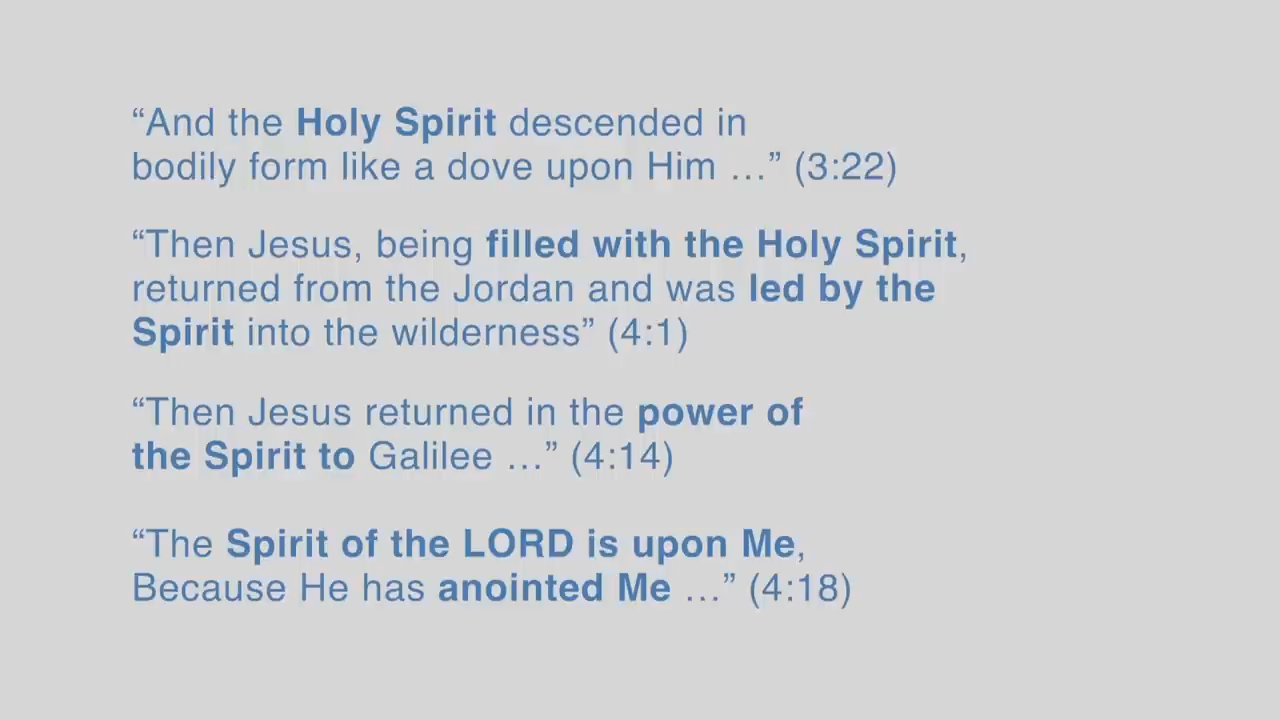 “And the Holy Spirit descended in
bodily form like a dove upon Him …” (3:22)
“Then Jesus, being filled with the Holy Spirit,
returned from the Jordan and was led by the
Spirit into the wilderness” (4:1)
“Then Jesus returned in the power of
the Spirit to Galilee …” (4:14)
“The Spirit of the LORD is upon Me,
Because He has anointed Me …” (4:18)